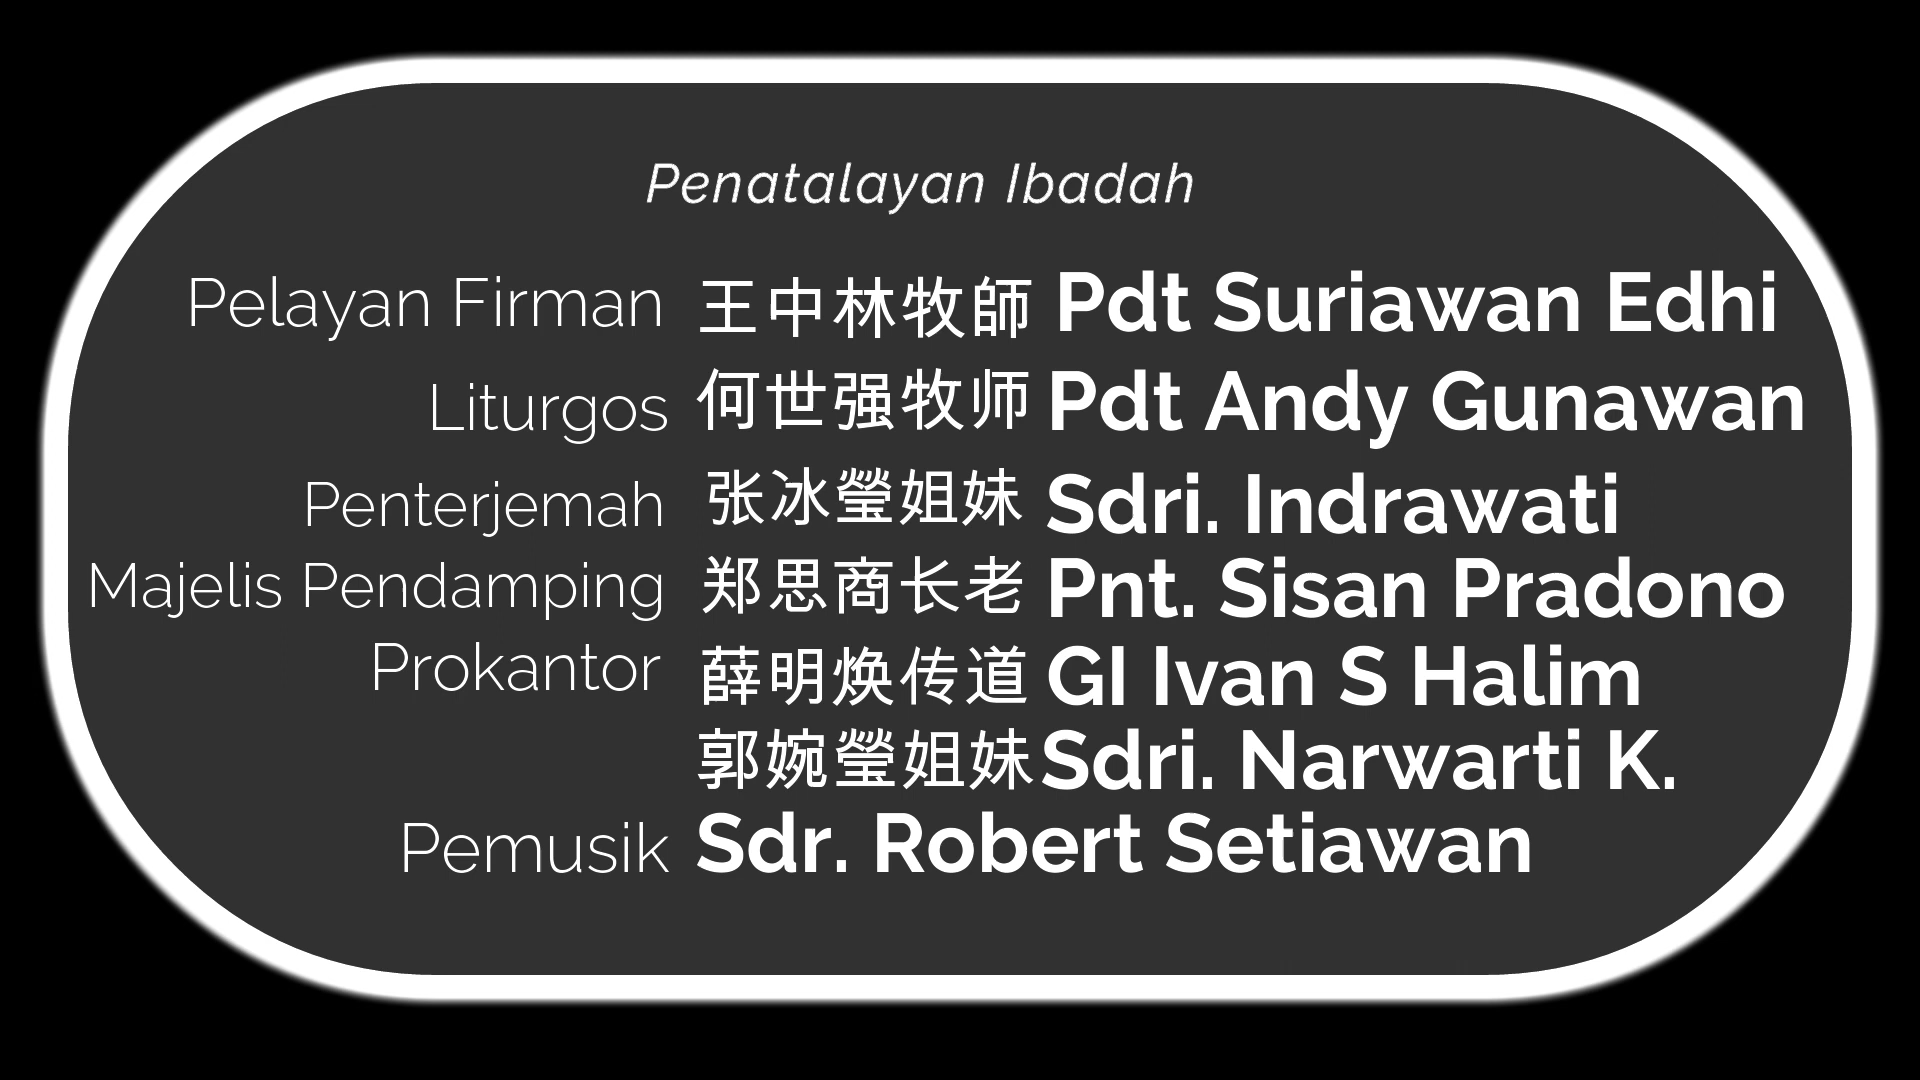 Penatalayan Ibadah
Pelayan Firman 王中林牧師 Pdt Suriawan Edhi
Liturgos 何世强牧师 Pdt Andy Gunawan
Penterjemah 张冰瑩姐妹 Sdri. Indrawati
Majelis Pendamping 郑思商长老 Pnt. Sisan Pradono
Prokantor 薛明焕传道 GI Ivan S Halim
郭婉瑩姐妹 Sdri. Narwarti K.
Pemusik Sdr. Robert Setiawan